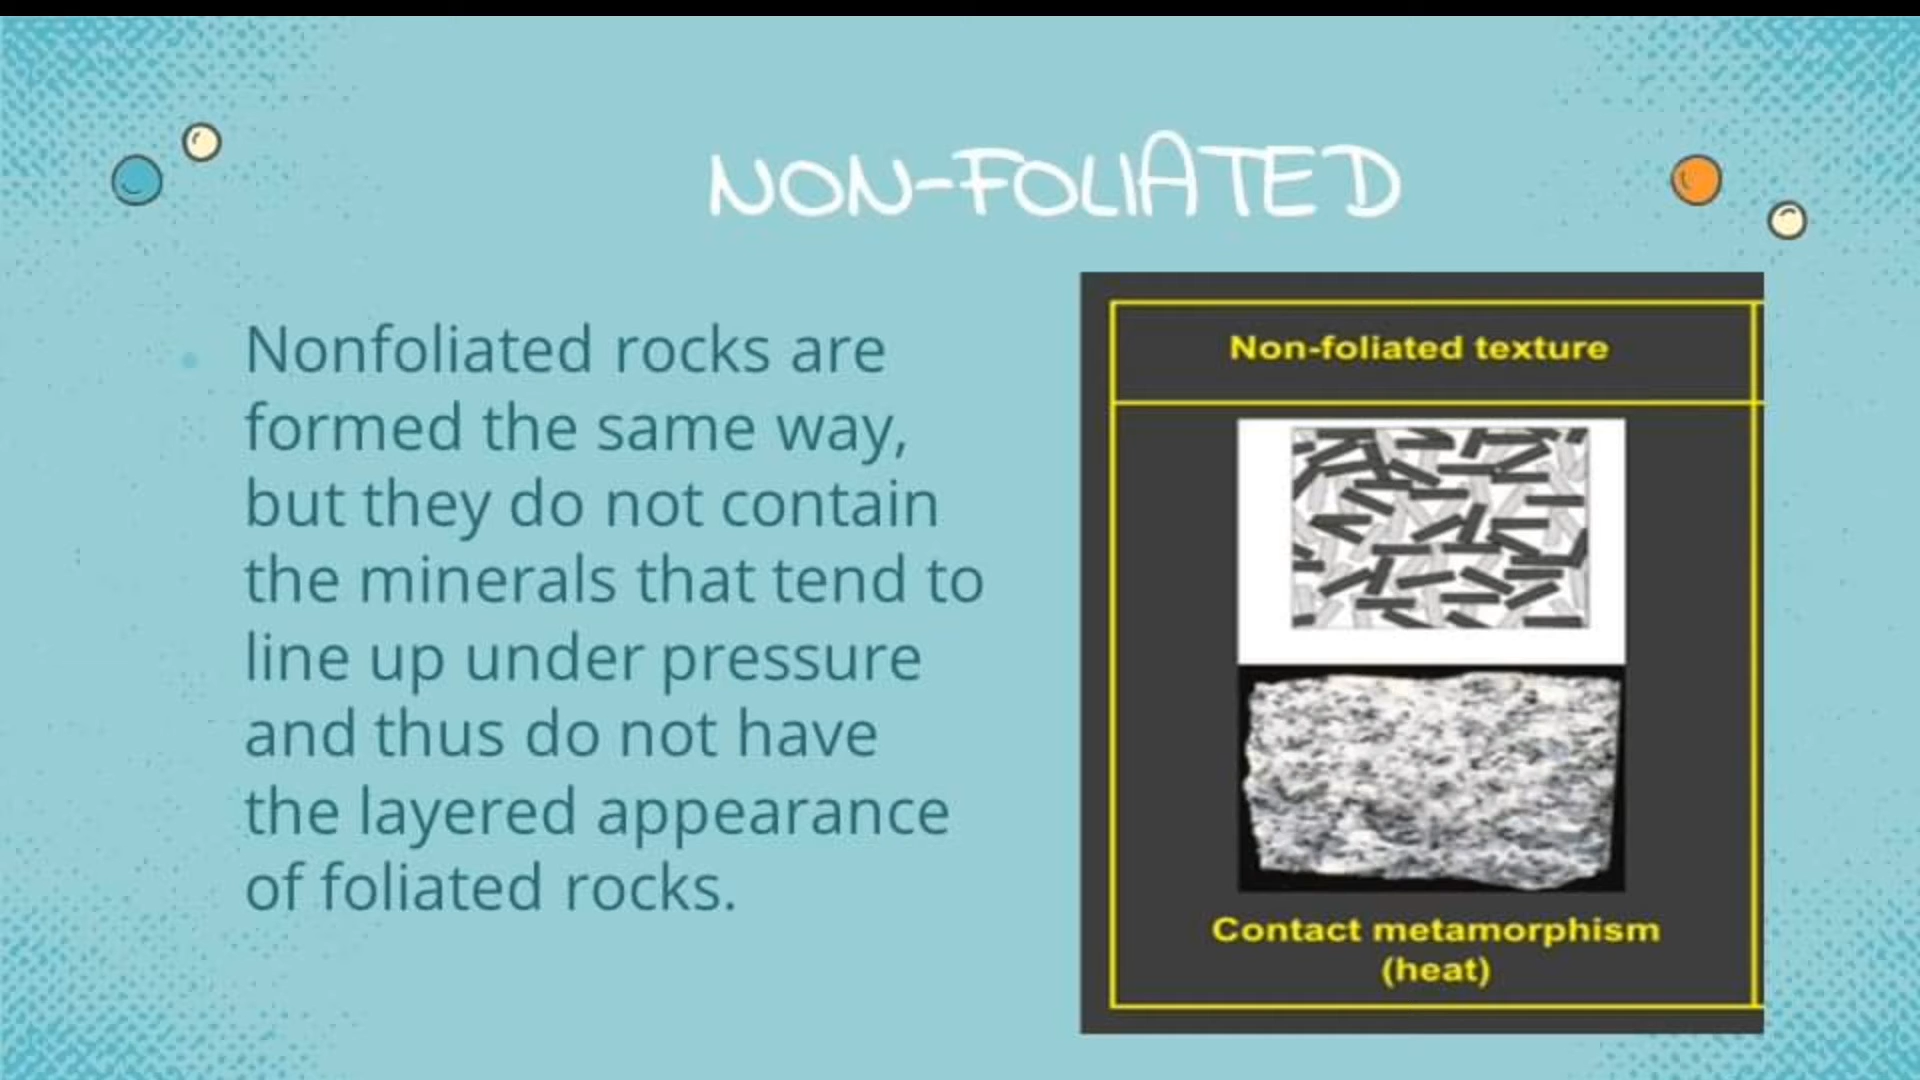 NON-FOLIATED
Nonfoliated rocks are
formed the same way,
but they do not contain
the minerals that tend to
line up under pressure
and thus do not have
the layered appearance
of foliated rocks.
Non-foliated texture
Contact metamorphism
(heat)